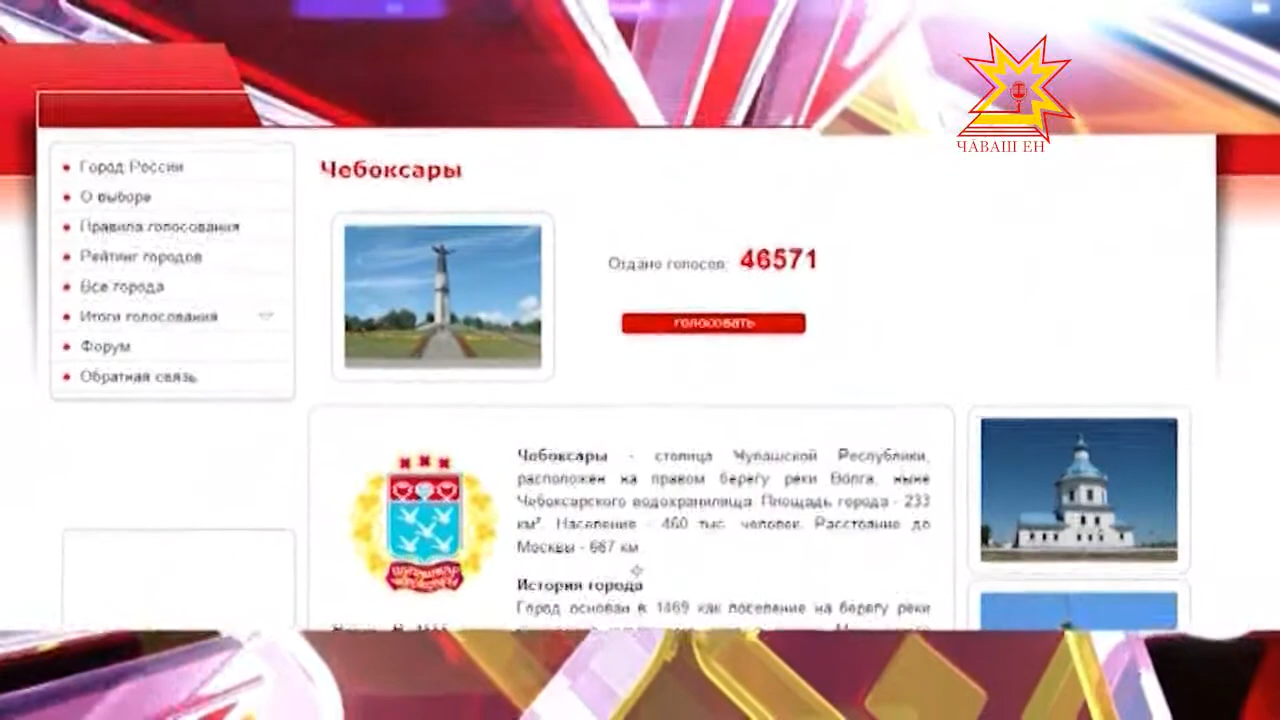 ЧӐВАШ ЕН
Город России
О выборе
Правила голосования
Рейтинг городов
Все города
Итоги голосования
Форум
Обратная связь
Чебоксары
Отдано голосов: 46571
голосовать
Чебоксары - столица Чувашской Республики,
расположен на правом берегу реки Волга, ныне
Чебоксарского водохранилища. Площадь города - 233
км². Население - 460 тыс. человек. Расстояние до
Москвы - 667 км
История города
Город основан в 1469 как поселение на берегу реки